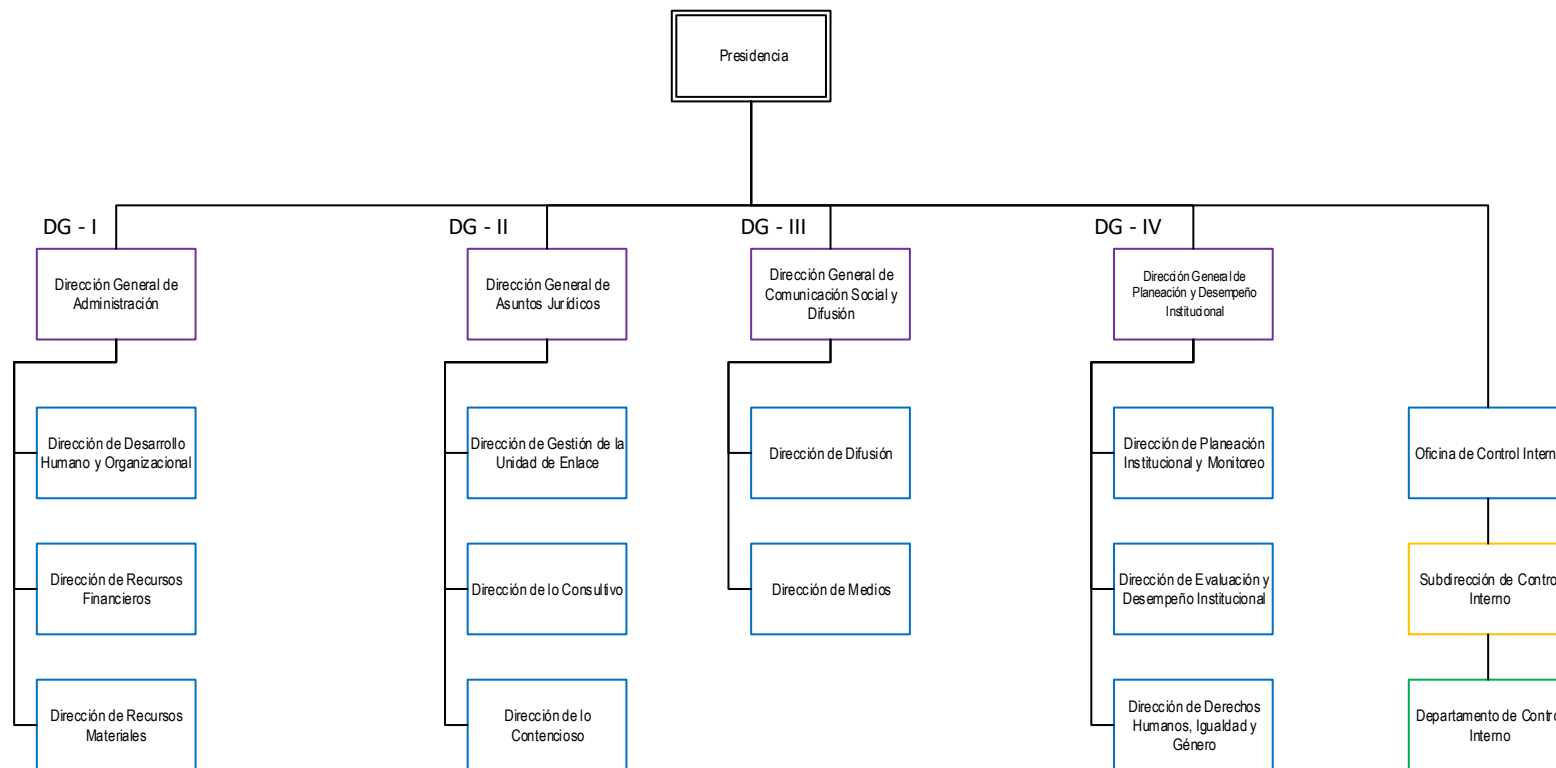 Presidencia
DG - I
DG - II
DG - III
DG - IV
Dirección General de
Administración
Dirección General de
Asuntos Jurídicos
Dirección General de
Comunicación Social y
Difusión
Dirección General de
Planeación y Desempeño
Institucional
Dirección de Desarrollo
Humano y Organizacional
Dirección de Gestión de la
Unidad de Enlace
Dirección de Difusión
Dirección de Planeación
Institucional y Monitoreo
Oficina de Control Intern
Dirección de Recursos
Financieros
Dirección de lo Consultivo
Dirección de Medios
Dirección de Evaluación y
Desempeño Institucional
Subdirección de Contro
Interno
Dirección de Recursos
Materiales
Dirección de lo
Contencioso
Dirección de Derechos
Humanos, Igualdad y
Género
Departamento de Contro
Interno